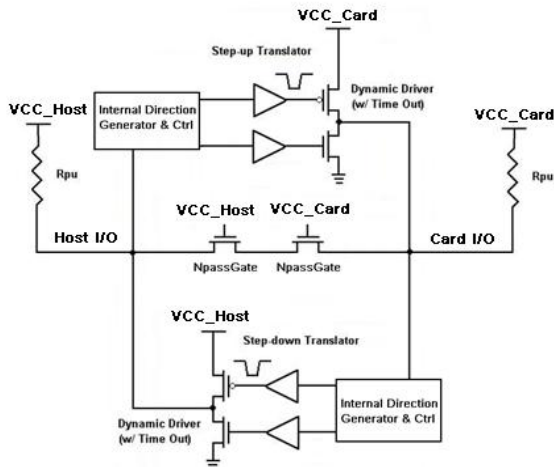 VCC_Card
Step-up Translator
Dynamic Driver
(w/ Time Out)
VCC_Host
Internal Direction
Generator & Ctrl
VCC_Card
Rpu
Rpu
VCC_Host
VCC_Card
Host I/O
Card I/O
NpassGate
NpassGate
VCC_Host
Step-down Translator
Internal Direction
Generator & Ctrl
Dynamic Driver
(w/ Time Out)